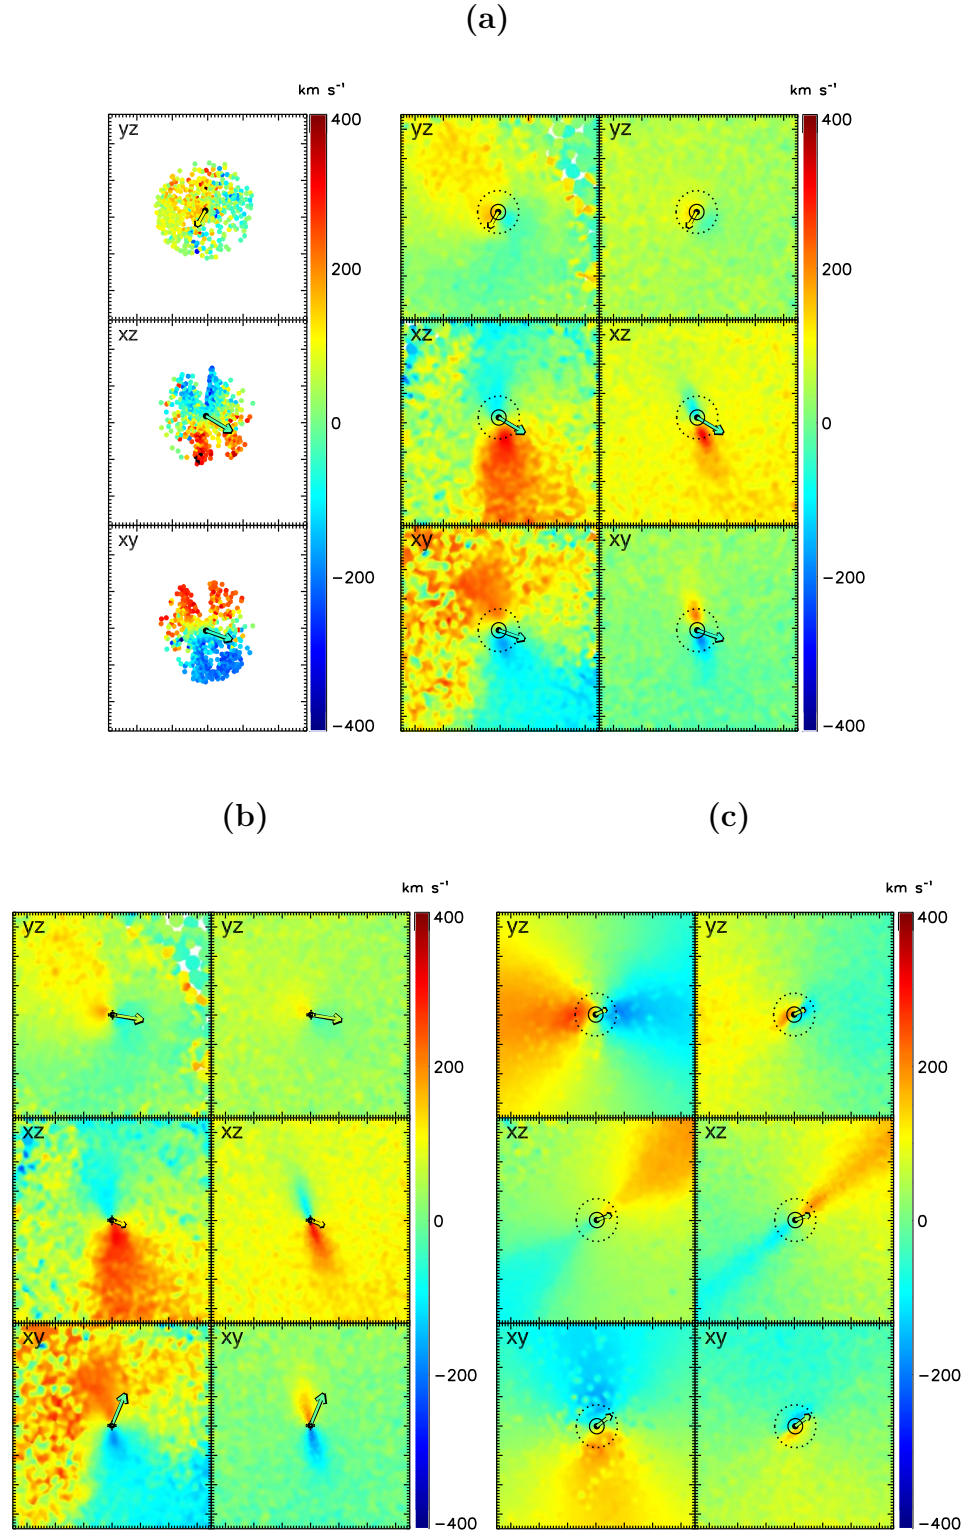 (a)
km s⁻¹ km s⁻¹
yz 400 yz yz 400
200 200
xz xz xz
0 0
xy xy xy
−200 −200
−400 −400
(b) (c)
km s⁻¹ km s⁻¹
yz yz 400 yz yz 400
200 200
xz xz xz xz
0 0
xy xy xy xy
−200 −200
−400 −400